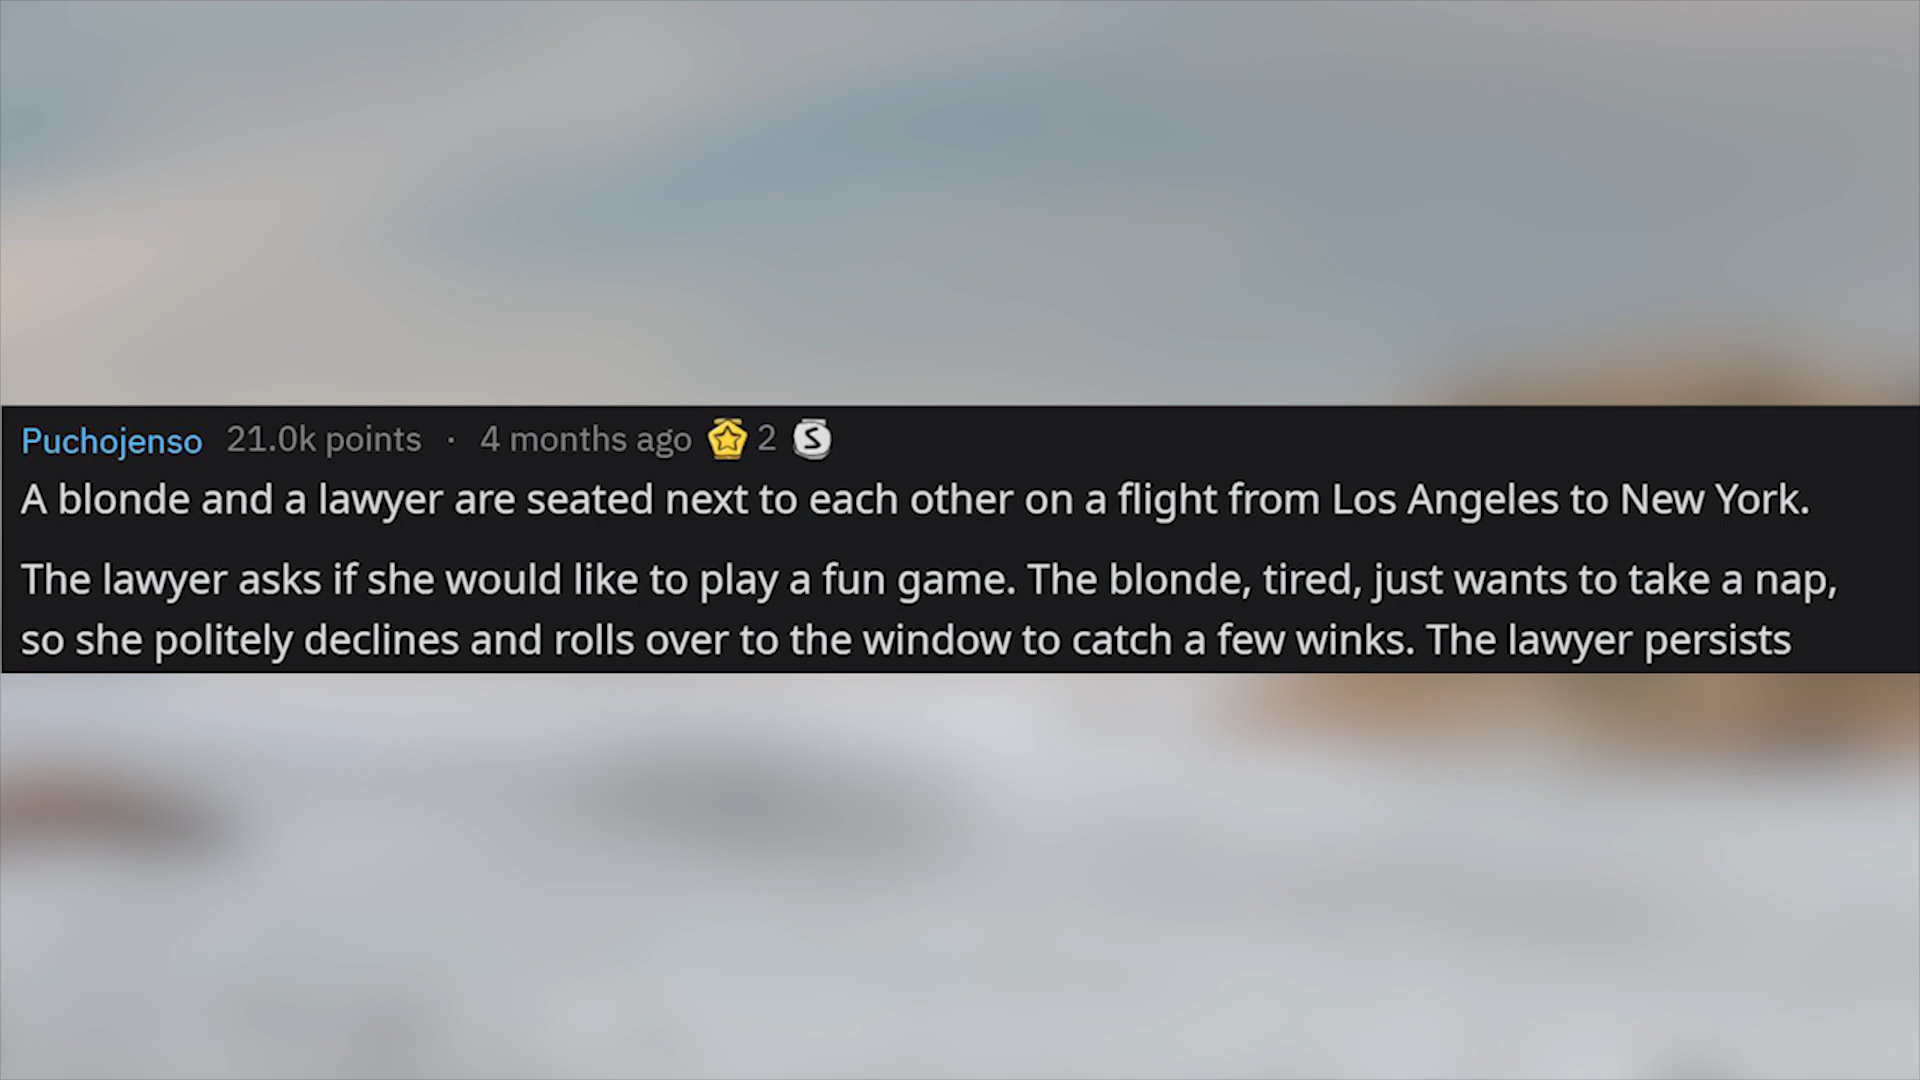 Puchojenso 21.0k points · 4 months ago 2 S
A blonde and a lawyer are seated next to each other on a flight from Los Angeles to New York.
The lawyer asks if she would like to play a fun game. The blonde, tired, just wants to take a nap,
so she politely declines and rolls over to the window to catch a few winks. The lawyer persists